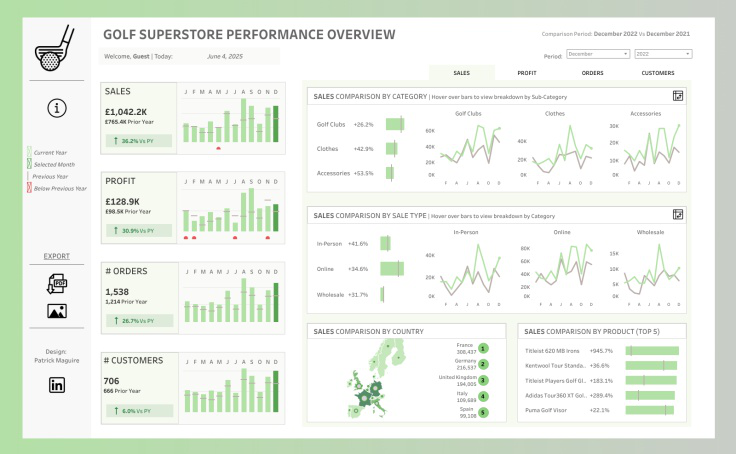 GOLF SUPERSTORE PERFORMANCE OVERVIEW
Comparison Period: December 2022 Vs December 2021
Welcome, Guest | Today: June 4, 2025
Period: December 2022
SALES PROFIT ORDERS CUSTOMERS
Current Year
Selected Month
Previous Year
Below Previous Year
EXPORT
PDF
Design:
Patrick Maguire
in
SALES
J F M A M J J A S O N D
£1,042.2K
£765.4K Prior Year
↑ 36.2% Vs PY
PROFIT
J F M A M J J A S O N D
£128.9K
£98.5K Prior Year
↑ 30.9% Vs PY
# ORDERS
J F M A M J J A S O N D
1,538
1,214 Prior Year
↑ 26.7% Vs PY
# CUSTOMERS
J F M A M J J A S O N D
706
666 Prior Year
↑ 6.0% Vs PY
SALES COMPARISON BY CATEGORY | Hover over bars to view breakdown by Sub-Category
Golf Clubs Clothes Accessories
Golf Clubs +26.2%
Clothes +42.9%
Accessories +53.5%
60K
40K
20K
0K
F A J A O D
40K
20K
0K
F A J A O D
30K
20K
10K
0K
F A J A O D
SALES COMPARISON BY SALE TYPE | Hover over bars to view breakdown by Category
In-Person Online Wholesale
In-Person +41.6%
Online +34.6%
Wholesale +31.7%
40K
20K
0K
F A J A O D
80K
60K
40K
20K
0K
F A J A O D
15K
10K
5K
0K
F A J A O D
SALES COMPARISON BY COUNTRY
France
308,437
1
Germany
216,537
2
United Kingdom
194,605
3
Italy
109,689
4
Spain
99,108
5
SALES COMPARISON BY PRODUCT (TOP 5)
Titleist 620 MB Irons +945.7%
Kentwool Tour Standa.. +36.6%
Titleist Players Golf Gl.. +183.1%
Adidas Tour360 XT Gol.. +289.4%
Puma Golf Visor +22.1%